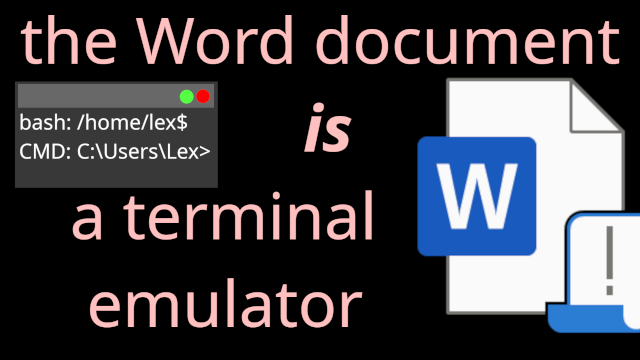 the Word document
bash: /home/lex$
CMD: C:\Users\Lex>
is
a terminal
emulator
W
!